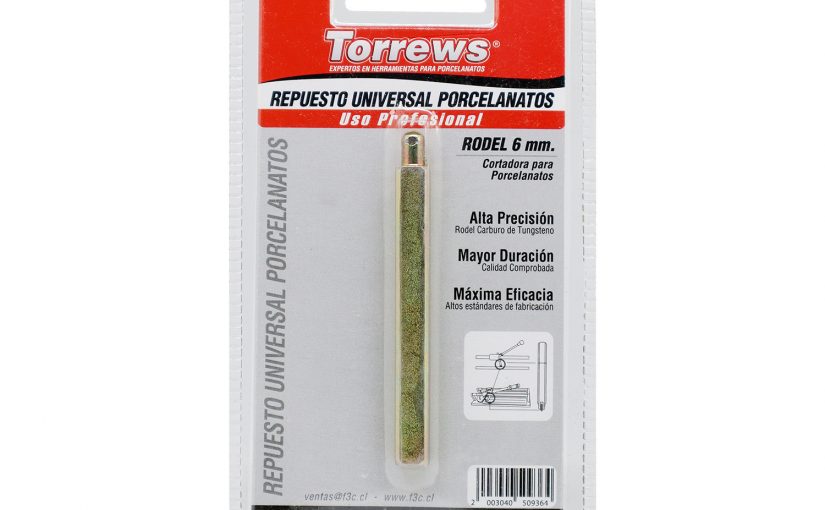 Torrews®
EXPERTOS EN HERRAMIENTAS PARA PORCELANATOS
REPUESTO UNIVERSAL PORCELANATOS
Uso Profesional
RODEL 6 mm.
Cortadora para
Porcelanatos
Alta Precisión
Rodel Carburo de Tungsteno
Mayor Duración
Calidad Comprobada
Máxima Eficacia
Altos estándares de fabricación
REPUESTO UNIVERSAL PORCELANATOS
ventas@f3c.cl - www.f3c.cl
2 003040 509364